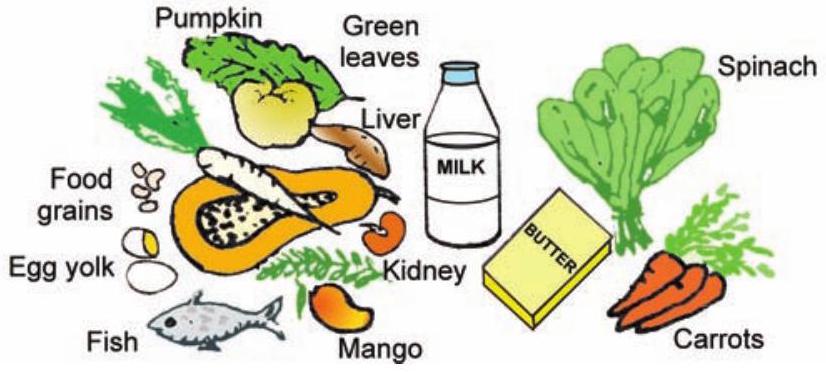 Pumpkin
Green
leaves
Spinach
Liver
MILK
Food
grains
BUTTER
Egg yolk
Kidney
Fish
Mango
Carrots